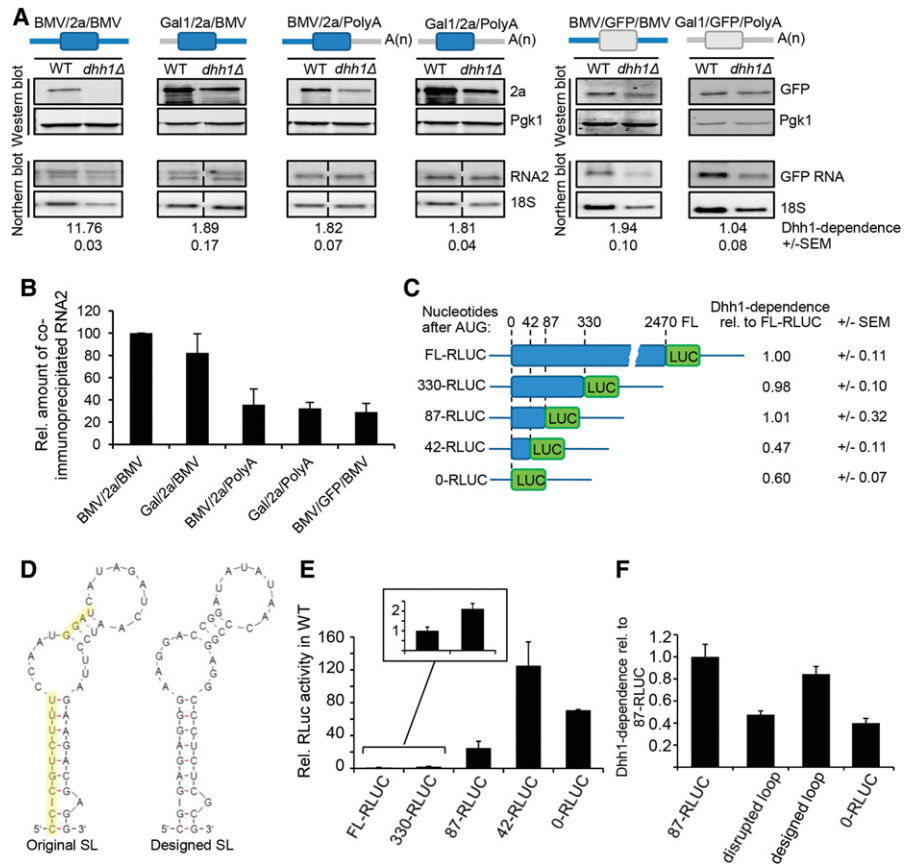 A
BMV/2a/BMV Gal1/2a/BMV BMV/2a/PolyA Gal1/2a/PolyA BMV/GFP/BMV Gal1/GFP/PolyA
A(n) A(n) A(n)
WT dhh1Δ WT dhh1Δ WT dhh1Δ WT dhh1Δ WT dhh1Δ WT dhh1Δ
Western blot 2a Western blot GFP
Pgk1 Pgk1
Northern blot RNA2 Northern blot GFP RNA
18S 18S
11.76 1.89 1.82 1.81 1.94 1.04 Dhh1-dependence
0.03 0.17 0.07 0.04 0.10 0.08 +/-SEM
B
Rel. amount of co-
immunoprecipitated RNA2
120
100
80
60
40
20
0
BMV/2a/BMV
Gal/2a/BMV
BMV/2a/PolyA
Gal/2a/PolyA
BMV/GFP/BMV
C
Nucleotides
after AUG:
0 42 87 330 2470 FL
Dhh1-dependence
rel. to FL-RLUC
+/- SEM
FL-RLUC LUC 1.00 +/- 0.11
330-RLUC LUC 0.98 +/- 0.10
87-RLUC LUC 1.01 +/- 0.32
42-RLUC LUC 0.47 +/- 0.11
0-RLUC LUC 0.60 +/- 0.07
D
5'- -3'
Original SL
5'- -3'
Designed SL
E
Rel. RLuc activity in WT
160
120
80
40
0
2
1
FL-RLUC
330-RLUC
87-RLUC
42-RLUC
0-RLUC
F
Dhh1-dependence rel. to
87-RLUC
1.2
1
0.8
0.6
0.4
0.2
87-RLUC
disrupted loop
designed loop
0-RLUC